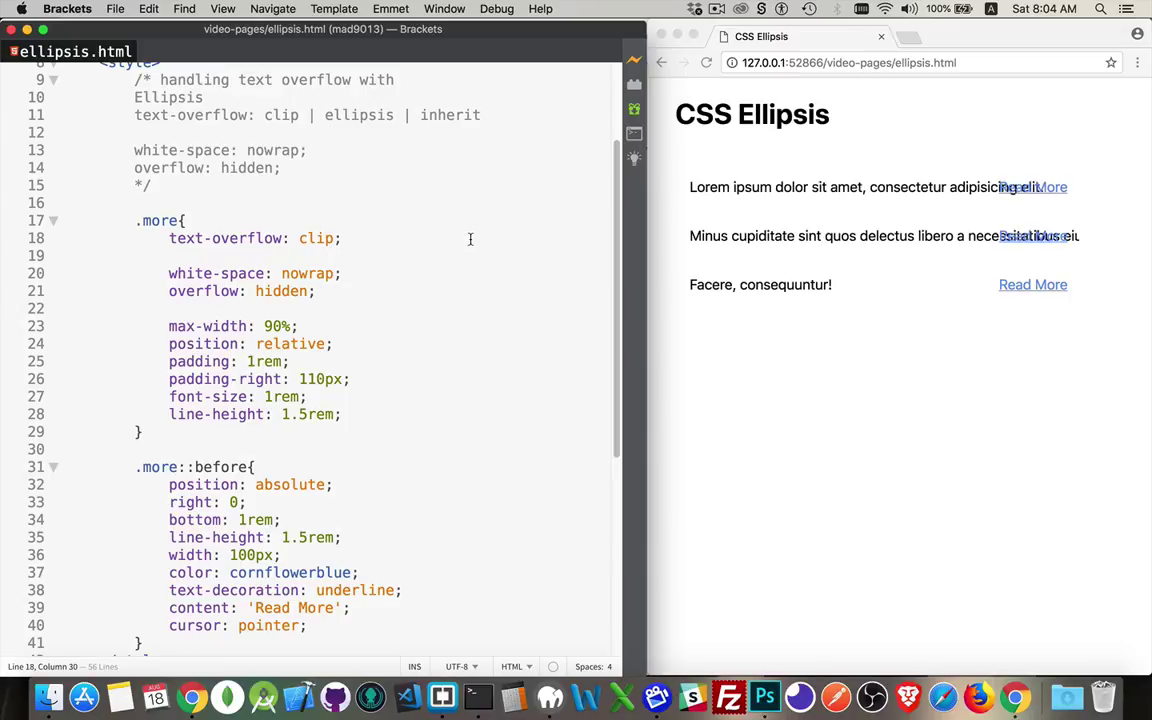 Brackets File Edit Find View Navigate Template Emmet Window Debug Help
100% Sat 8:04 AM
video-pages/ellipsis.html (mad9013) — Brackets
ellipsis.html
8 <style>
9 /* handling text overflow with
10 Ellipsis
11 text-overflow: clip | ellipsis | inherit
12
13 white-space: nowrap;
14 overflow: hidden;
15 */
16
17 .more{
18 text-overflow: clip;
19
20 white-space: nowrap;
21 overflow: hidden;
22
23 max-width: 90%;
24 position: relative;
25 padding: 1rem;
26 padding-right: 110px;
27 font-size: 1rem;
28 line-height: 1.5rem;
29 }
30
31 .more::before{
32 position: absolute;
33 right: 0;
34 bottom: 1rem;
35 line-height: 1.5rem;
36 width: 100px;
37 color: cornflowerblue;
38 text-decoration: underline;
39 content: 'Read More';
40 cursor: pointer;
41 }
Line 18, Column 30 — 56 Lines
INS UTF-8 HTML Spaces: 4
CSS Ellipsis
127.0.0.1:52866/video-pages/ellipsis.html
CSS Ellipsis
Lorem ipsum dolor sit amet, consectetur adipisicing elit. Read More
Minus cupiditate sint quos delectus libero a necessitatibus eiu Read More
Facere, consequuntur! Read More
AUG
18